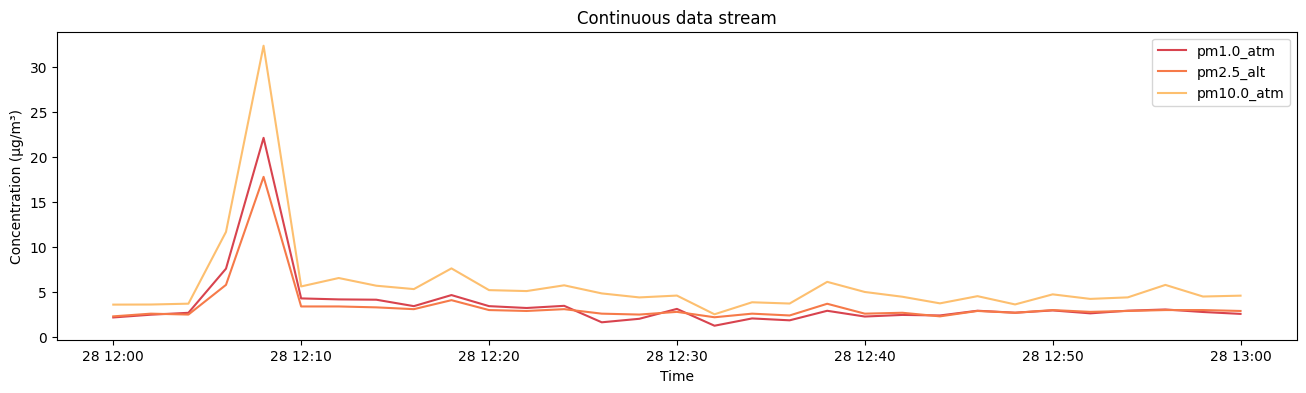 Continuous data stream
pm1.0_atm
pm2.5_alt
pm10.0_atm
Concentration (µg/m³)
30
25
20
15
10
5
0
28 12:00 28 12:10 28 12:20 28 12:30 28 12:40 28 12:50 28 13:00
Time